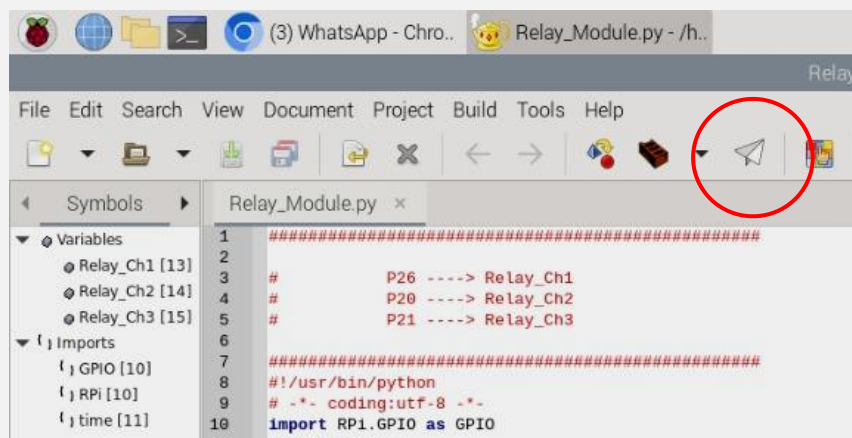 (3) WhatsApp - Chro.. Relay_Module.py - /h..
Relay
File Edit Search View Document Project Build Tools Help
Symbols Relay_Module.py ×
Variables
Relay_Ch1 [13]
Relay_Ch2 [14]
Relay_Ch3 [15]
Imports
GPIO [10]
RPi [10]
time [11]
1 ##################################################
2
3 # P26 ----> Relay_Ch1
4 # P20 ----> Relay_Ch2
5 # P21 ----> Relay_Ch3
6
7 ##################################################
8 #!/usr/bin/python
9 # -*- coding:utf-8 -*-
10 import RPi.GPIO as GPIO